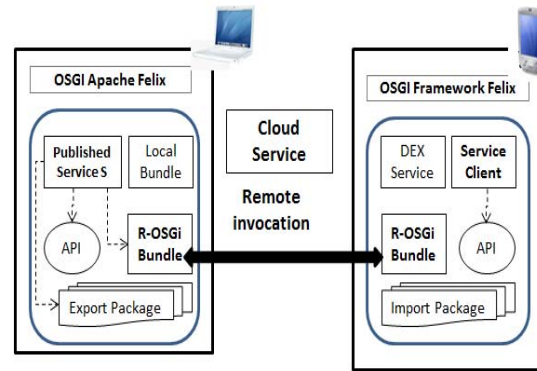 OSGI Apache Felix
Published
Service S
Local
Bundle
API
R-OSGi
Bundle
Export Package
Cloud
Service
Remote
invocation
OSGI Framework Felix
DEX
Service
Service
Client
R-OSGi
Bundle
API
Import Package